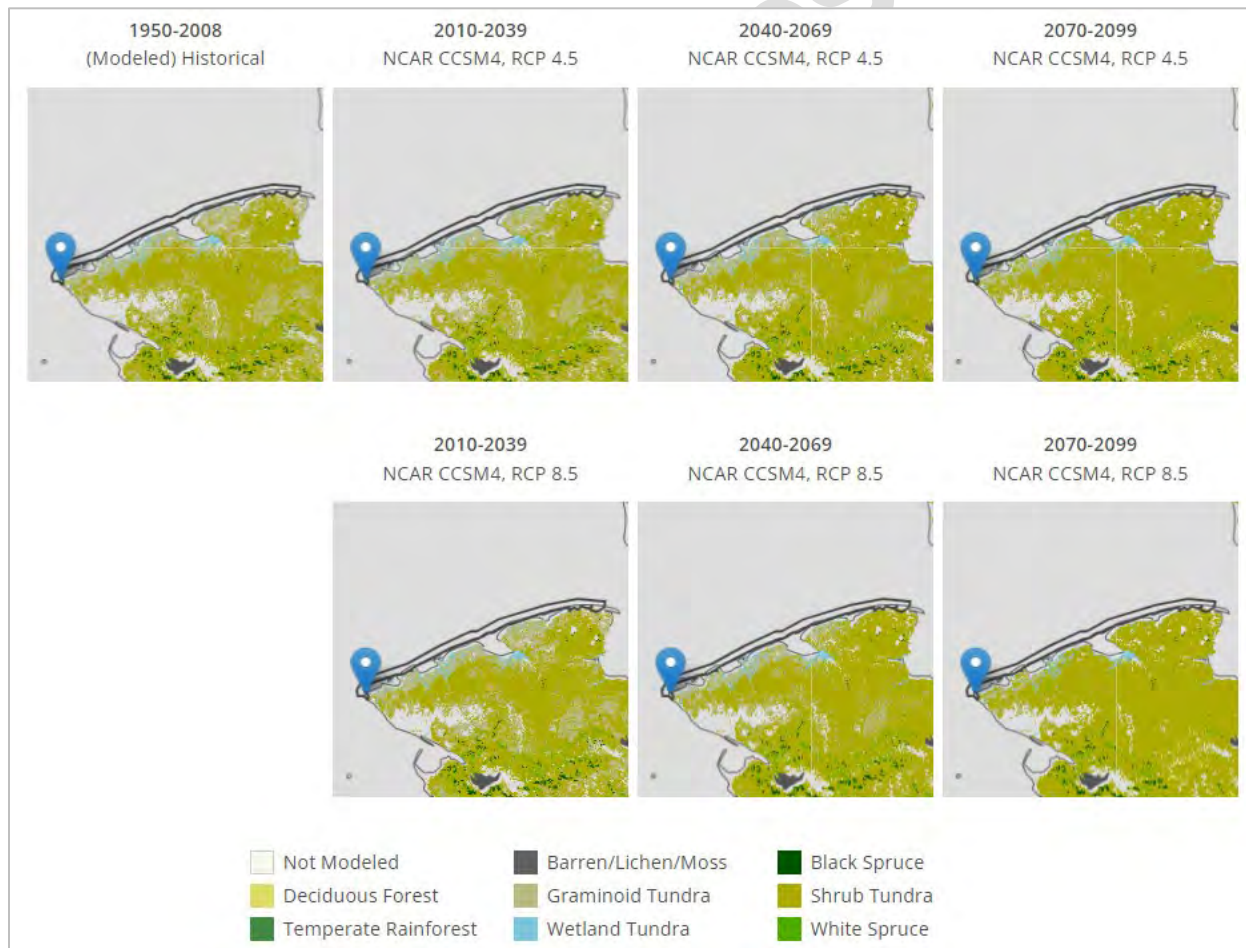 1950-2008
(Modeled) Historical
2010-2039
NCAR CCSM4, RCP 4.5
2040-2069
NCAR CCSM4, RCP 4.5
2070-2099
NCAR CCSM4, RCP 4.5
2010-2039
NCAR CCSM4, RCP 8.5
2040-2069
NCAR CCSM4, RCP 8.5
2070-2099
NCAR CCSM4, RCP 8.5
Not Modeled
Barren/Lichen/Moss
Black Spruce
Deciduous Forest
Graminoid Tundra
Shrub Tundra
Temperate Rainforest
Wetland Tundra
White Spruce